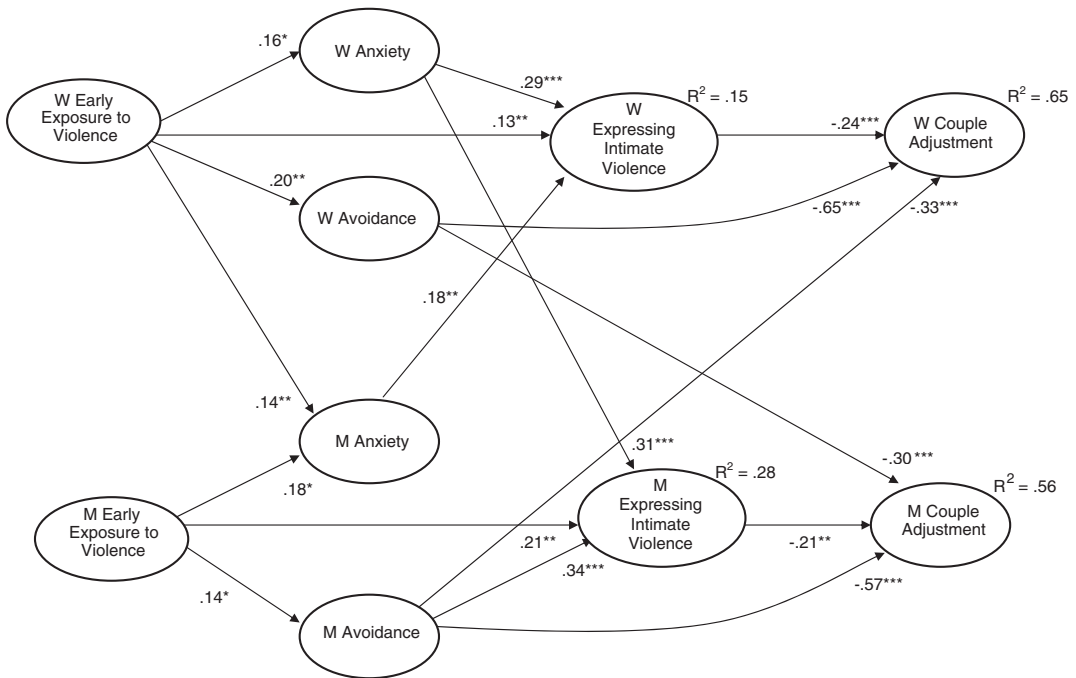 W Anxiety
.16*
.29***
W Early
Exposure to
Violence
W
Expressing
Intimate
Violence
R² = .15
R² = .65
.13**
-.24***
W Couple
Adjustment
.20**
W Avoidance
-.65***
-.33***
.18**
.14**
M Anxiety
.18*
.31***
-.30***
R² = .28
R² = .56
M Early
Exposure to
Violence
M
Expressing
Intimate
Violence
M Couple
Adjustment
.21**
-.21**
.34***
-.57***
.14*
M Avoidance